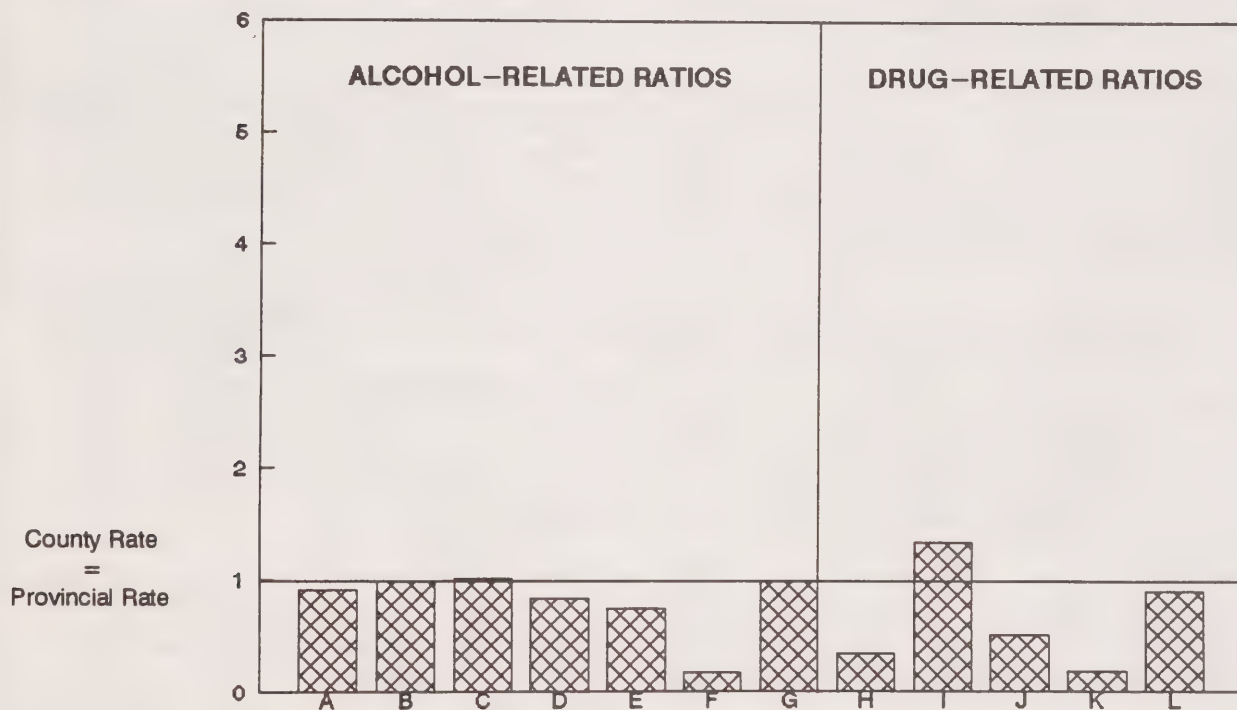 6
ALCOHOL-RELATED RATIOS
DRUG-RELATED RATIOS
5
4
3
2
County Rate
=
Provincial Rate
1
0
A B C D E F G H I J K L